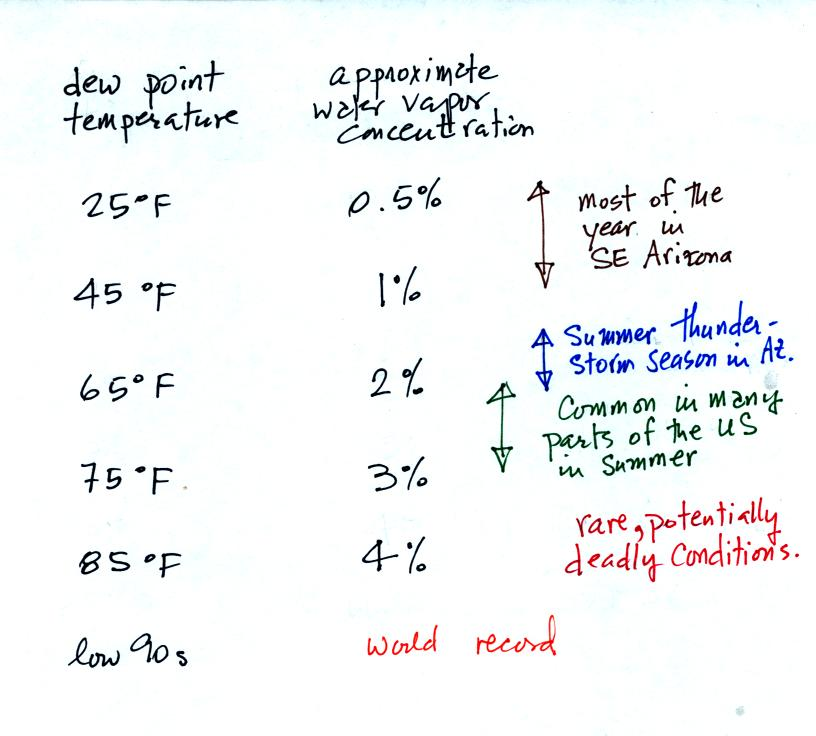 dew point approximate
temperature water vapor
concentration
25°F 0.5% most of the
year in
SE Arizona
45°F 1%
Summer thunder-
storm season in Az.
65°F 2%
Common in many
parts of the US
in Summer
75°F 3%
rare, potentially
deadly conditions.
85°F 4%
low 90s world record